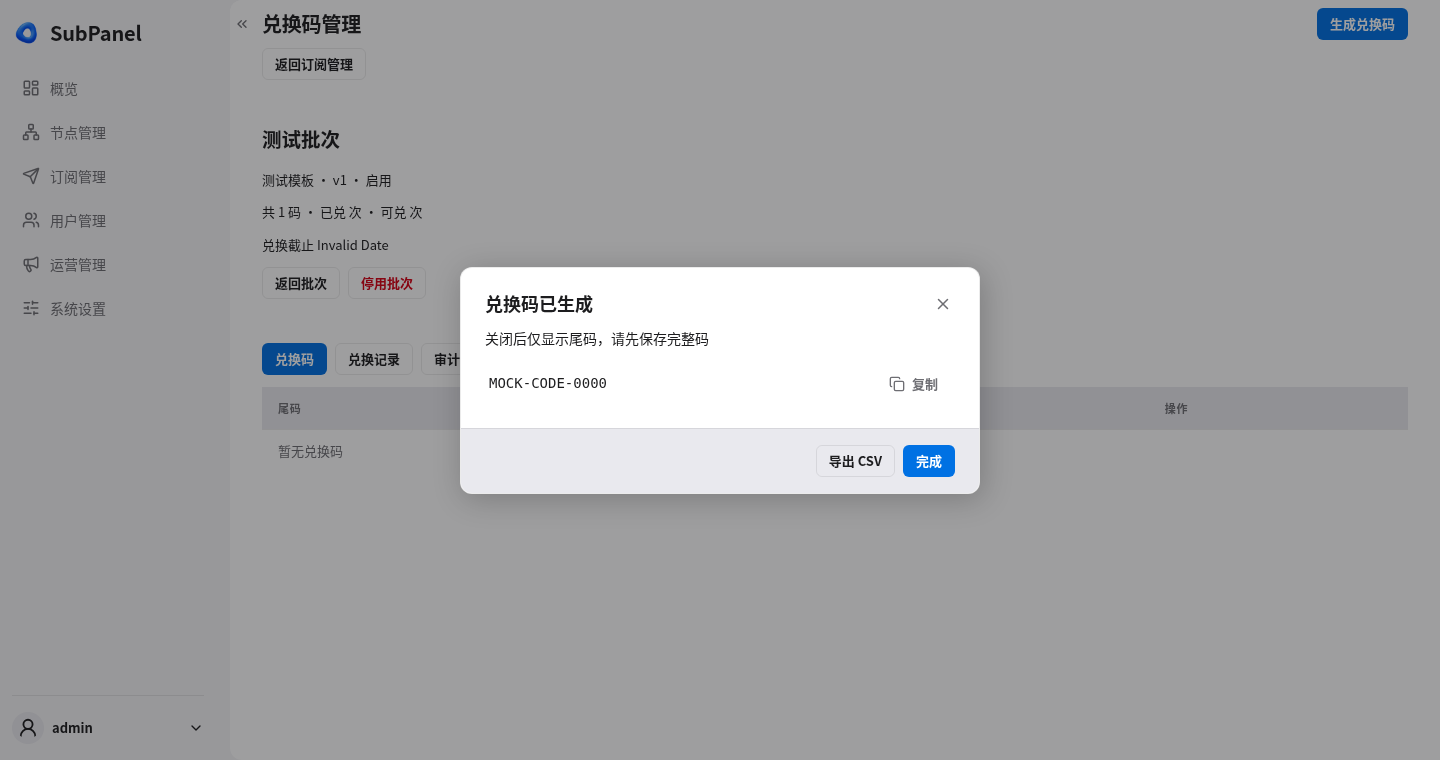 SubPanel
概览
节点管理
订阅管理
用户管理
运营管理
系统设置
admin
兑换码管理
生成兑换码
返回订阅管理
测试批次
测试模板 • v1 • 启用
共 1 码 • 已兑 次 • 可兑 次
兑换截止 Invalid Date
返回批次 停用批次
兑换码 兑换记录 审计
尾码 操作
暂无兑换码
兑换码已生成
关闭后仅显示尾码，请先保存完整码
MOCK-CODE-0000 复制
导出 CSV 完成